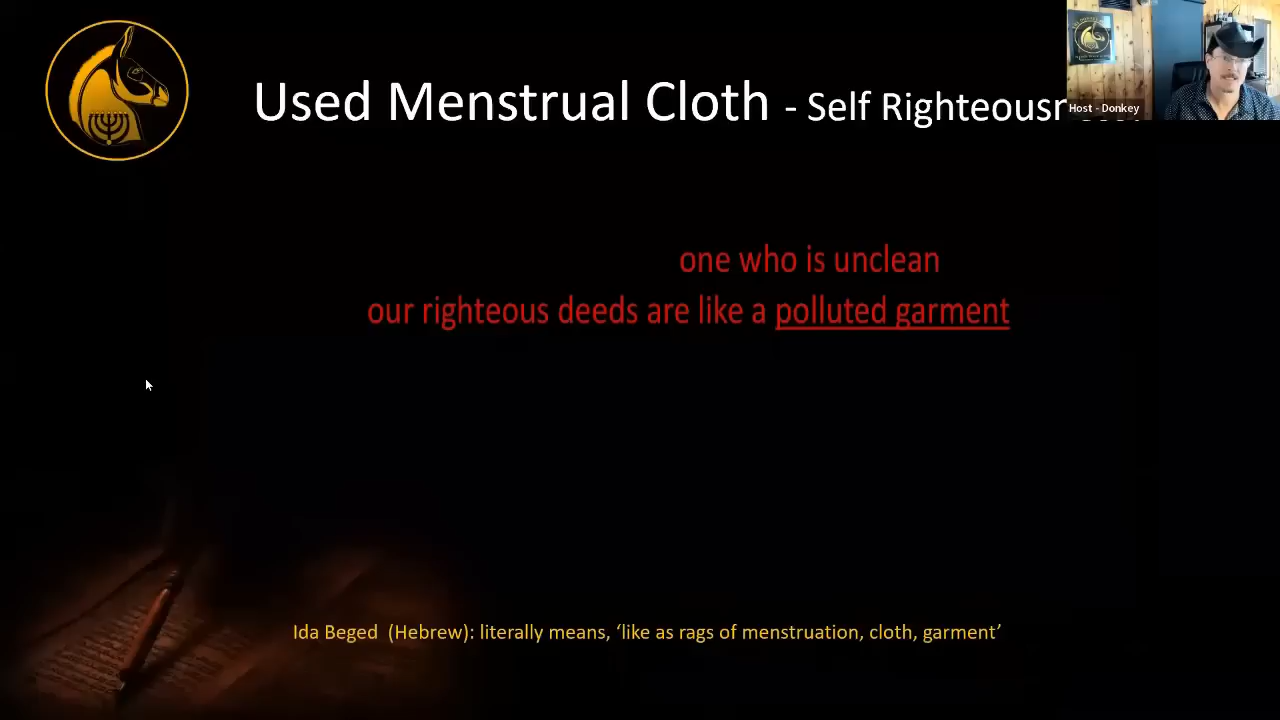 Used Menstrual Cloth - Self Righteous
Host - Donkey
one who is unclean
our righteous deeds are like a polluted garment
Ida Beged (Hebrew): literally means, ‘like as rags of menstruation, cloth, garment’